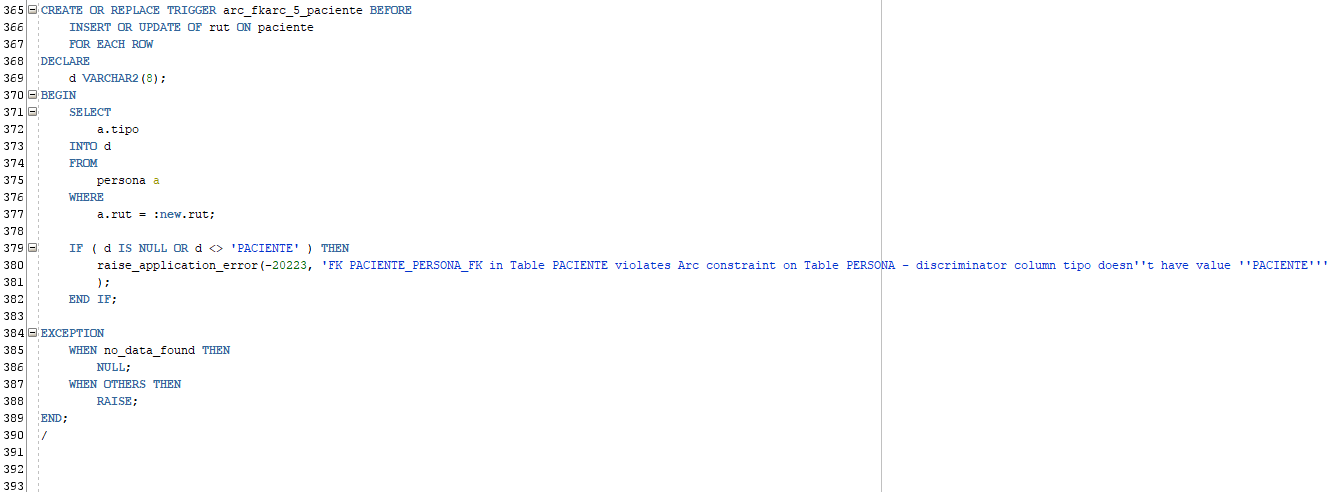 365 CREATE OR REPLACE TRIGGER arc_fkarc_5_paciente BEFORE
366     INSERT OR UPDATE OF rut ON paciente
367     FOR EACH ROW
368 DECLARE
369     d VARCHAR2(8);
370 BEGIN
371     SELECT
372         a.tipo
373     INTO d
374     FROM
375         persona a
376     WHERE
377         a.rut = :new.rut;
378
379     IF ( d IS NULL OR d <> 'PACIENTE' ) THEN
380         raise_application_error(-20223, 'FK PACIENTE_PERSONA_FK in Table PACIENTE violates Arc constraint on Table PERSONA - discriminator column tipo doesn''t have value ''PACIENTE'''
381         );
382     END IF;
383
384 EXCEPTION
385     WHEN no_data_found THEN
386         NULL;
387     WHEN OTHERS THEN
388         RAISE;
389 END;
390 /
391
392
393